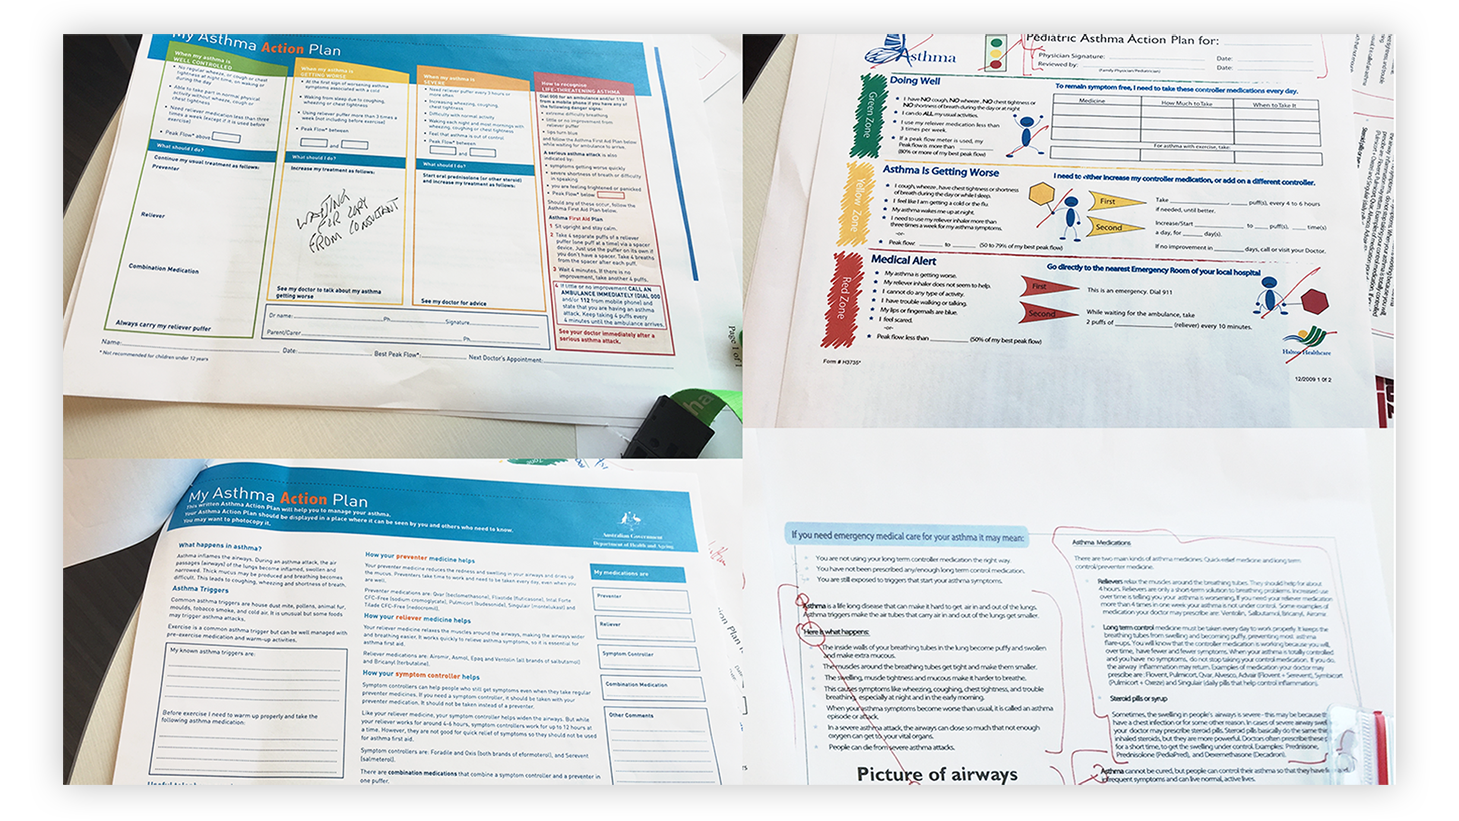 My Asthma Action Plan
When my asthma is
WELL CONTROLLED
• No regular wheeze, or cough or chest
tightness at night time, on waking or
during the day
• Able to take part in normal physical
activity without wheeze, cough or
chest tightness
• Need reliever medication less than three
times a week (except if it is used before
exercise)
• Peak Flow* above
What should I do?
Continue my usual treatment as follows:
Preventer
Reliever
Combination Medication
Always carry my reliever puffer
When my asthma is
GETTING WORSE
• At the first sign of worsening asthma
symptoms associated with a cold
• Waking from sleep due to coughing,
wheezing or chest tightness
• Using reliever puffer more than 3 times a
week (not including before exercise)
• Peak Flow* between
and
What should I do?
Increase my treatment as follows:
WAITING
FOR COPY
FROM CONSULTANT
See my doctor to talk about my asthma
getting worse
When my asthma is
SEVERE
• Need reliever puffer every 3 hours or
more often
• Increasing wheezing, cough,
chest tightness
• Difficulty with normal activity
• Waking each night and most mornings with
wheezing, coughing or chest tightness
• Feel that asthma is out of control
• Peak Flow* between
and
What should I do?
Start oral prednisolone (or other steroid)
and increase my treatment as follows:
See my doctor for advice
How to recognise
LIFE-THREATENING ASTHMA
Dial 000 for an ambulance and/or 112
from a mobile phone if you have any of
the following danger signs:
• extreme difficulty breathing
• little or no improvement from
reliever puffer
• lips turn blue
and follow the Asthma First Aid Plan below
while waiting for ambulance to arrive.
A serious asthma attack is also
indicated by:
• symptoms getting worse quickly
• severe shortness of breath or difficulty
in speaking
• you are feeling frightened or panicked
• Peak Flow* below
Should any of these occur, follow the
Asthma First Aid Plan below.
Asthma First Aid Plan
1 Sit upright and stay calm.
2 Take 4 separate puffs of a reliever
puffer (one puff at a time) via a spacer
device. Just use the puffer on its own if
you don't have a spacer. Take 4 breaths
from the spacer after each puff.
3 Wait 4 minutes. If there is no
improvement, take another 4 puffs.
4 If little or no improvement CALL AN
AMBULANCE IMMEDIATELY (DIAL 000
and/or 112 from mobile phone) and
state that you are having an asthma
attack. Keep taking 4 puffs every
4 minutes until the ambulance arrives.
See your doctor immediately after a
serious asthma attack.
Dr name: Ph Signature
Parent/Carer Ph
Name: Date: Best Peak Flow*: Next Doctor's Appointment
* Not recommended for children under 12 years
Page 1 of 1
Asthma
Pediatric Asthma Action Plan for:
Physician Signature: Date:
Reviewed by: Date:
(Family Physician/Pediatrician)
Green Zone
Doing Well
• I have NO cough, NO wheeze, NO chest tightness or
NO shortness of breath during the day or at night
• I can do ALL my usual activities.
• I use my reliever medication less than
3 times per week.
• If a peak flow meter is used, my
Peak flow is more than
(80% or more of my best peak flow)
To remain symptom free, I need to take these controller medications every day.
Medicine How Much to Take When to Take It
For asthma with exercise, take:
Yellow Zone
Asthma Is Getting Worse
• I cough, wheeze, have chest tightness or shortness
of breath during the day or while I sleep.
• I feel like I am getting a cold or the flu.
• My asthma wakes me up at night.
• I need to use my reliever inhaler more than
three times a week for my asthma symptoms.
-or-
• Peak flow to (50 to 79% of my best peak flow)
I need to either increase my controller medication, or add on a different controller.
First
Take puff(s), every 4 to 6 hours
if needed, until better.
Second
Increase/Start to puff(s), time(s)
a day, for day(s).
If no improvement in days, call or visit your Doctor.
Red Zone
Medical Alert
• My asthma is getting worse.
• My reliever inhaler does not seem to help.
• I cannot do any type of activity.
• I have trouble walking or talking.
• My lips or fingernails are blue.
• I feel scared.
-or-
• Peak flow: less than (50% of my best peak flow)
Go directly to the nearest Emergency Room of your local hospital
First
This is an emergency. Dial 911
Second
While waiting for the ambulance, take
2 puffs of (reliever) every 10 minutes.
Halton Healthcare
Form # H3735*
12/2009 1 of 2
My Asthma Action Plan
This written Asthma Action Plan will help you to manage your asthma.
Your Asthma Action Plan should be displayed in a place where it can be seen by you and others who need to know.
You may want to photocopy it.
Australian Government
Department of Health and Ageing
What happens in asthma?
Asthma inflames the airways. During an asthma attack, the air
passages (airways) of the lungs become inflamed, swollen and
narrowed. Thick mucus may be produced and breathing becomes
difficult. This leads to coughing, wheezing and shortness of breath.
Asthma Triggers
Common asthma triggers are house dust mite, pollens, animal fur,
moulds, tobacco smoke and cold air. It is unusual but some foods
may trigger asthma attacks.
Exercise is a common asthma trigger but can be well managed with
pre-exercise medication and warm-up activities.
My known asthma triggers are:
Before exercise I need to warm up properly and take the
following asthma medication:
How your preventer medicine helps
Your preventer medicine reduces the redness and swelling in your airways and dries up
the mucus. Preventers take time to work and need to be taken every day, even when you
are well.
Preventer medications are: Qvar (beclomethasone), Flixotide (fluticasone), Intal Forte
CFC-Free (sodium cromoglycate), Pulmicort (budesonide), Singulair (montelukast) and
Tilade CFC-Free (nedocromil).
How your reliever medicine helps
Your reliever medicine relaxes the muscles around the airways, making the airways wider
and breathing easier. It works quickly to relieve asthma symptoms, and is essential for
asthma first aid.
Reliever medications are: Airomir, Asmol, Epaq and Ventolin (all brands of salbutamol)
and Bricanyl (terbutaline).
How your symptom controller helps
Symptom controllers can help people who still get symptoms even when they take regular
preventer medicines. If you need a symptom controller, it should be taken with your
preventer medication. It should not be taken instead of a preventer.
Like your reliever medicine, your symptom controller helps widen the airways. But while
your reliever works for around 4-6 hours, symptom controllers work for up to 12 hours at
a time. However, they are not good for quick relief of symptoms so they should not be used
for asthma first aid.
Symptom controllers are: Foradile and Oxis (both brands of eformoterol), and Serevent
(salmeterol).
There are combination medications that combine a symptom controller and a preventer in
one puffer.
My medications are
Preventer
Reliever
Symptom Controller
Combination Medication
Other Comments
If you need emergency medical care for your asthma it may mean:
You are not using your long term controller medication the right way.
You have not been prescribed any/enough long term control medication.
You are still exposed to triggers that start your asthma symptoms.
Asthma is a life long disease that can make it hard to get air in and out of the lungs.
Asthma triggers make the air tubes that carry air in and out of the lungs get smaller.
Here is what happens:
• The inside walls of your breathing tubes in the lung become puffy and swollen
and make extra mucous.
• The muscles around the breathing tubes get tight and make them smaller.
• The swelling, muscle tightness and mucous make it harder to breathe.
• This causes symptoms like wheezing, coughing, chest tightness, and trouble
breathing, especially at night and in the early morning.
• When your asthma symptoms become worse than usual, it is called an asthma
episode or attack.
• In a severe asthma attack, the airways can close so much that not enough
oxygen can get to your vital organs.
• People can die from severe asthma attacks.
Picture of airways
Asthma Medications
There are two main kinds of asthma medicines. Quick-relief medicine and long term
control/preventer medicine.
• Relievers relax the muscles around the breathing tubes. They should help for about
4 hours. Relievers are only a short-term solution to breathing problems. Increased use
over time is telling you your asthma is worsening. If you need your reliever medicine
more than 4 times in one week your asthma is not under control. Some examples of
medication your doctor may prescribe are: Ventolin, Salbutamol, Bricanyl, Airomir.
• Long term control medicine must be taken every day to work properly. It keeps the
breathing tubes from swelling and becoming puffy, preventing most asthma
flare-ups. You will know that the controller medication is working because you will,
over time, have fewer and fewer symptoms. When your asthma is totally controlled
and you have no symptoms, do not stop taking your control medication. If you do,
the airway inflammation may return. Examples of medication your doctor may
prescribe are: Flovent, Pulmicort, Qvar, Alvesco, Advair (Flovent + Serevent), Symbicort
(Pulmicort + Oxeze) and Singulair (daily pills that help control inflammation).
• Steroid pills or syrup
Sometimes, the swelling in people's airways is severe - this may be because th
have a chest infection or for some other reason. In cases of severe airway swel
your doctor may prescribe steroid pills. Steroid pills basically do the same thi
inhaled steroids, but they are more powerful. Doctors often prescribe these p
for a short time, to get the swelling under control. Examples: Prednisone,
Prednisolone (PediaPred), and Dexamethasone (Decadron).
Asthma cannot be cured, but people can control their asthma so that they have
infrequent symptoms and can live normal, active lives.